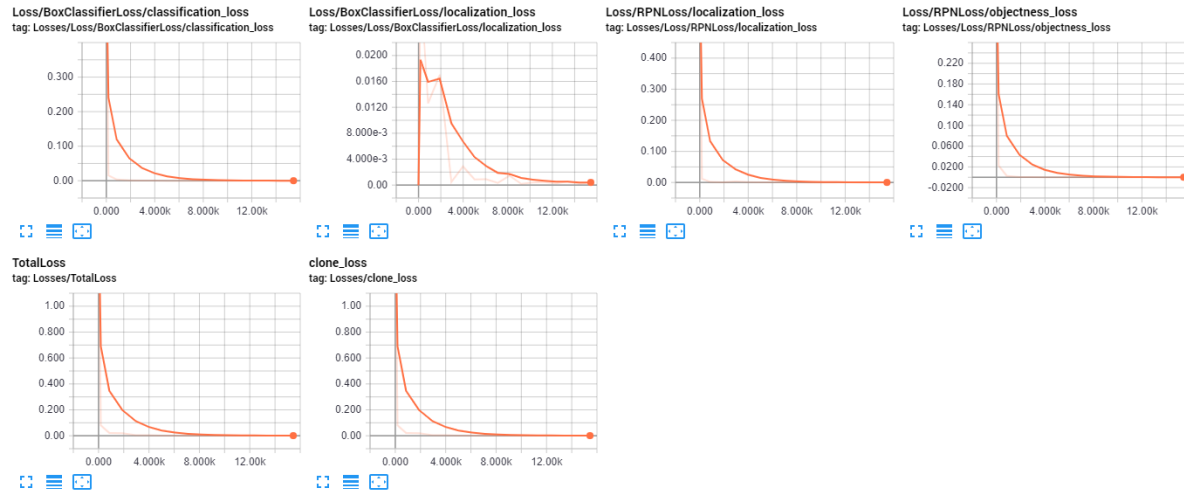 Loss/BoxClassifierLoss/classification_loss
tag: Losses/Loss/BoxClassifierLoss/classification_loss
0.300
0.200
0.100
0.00
0.000 4.000k 8.000k 12.00k
Loss/BoxClassifierLoss/localization_loss
tag: Losses/Loss/BoxClassifierLoss/localization_loss
0.0200
0.0160
0.0120
8.000e-3
4.000e-3
0.00
0.000 4.000k 8.000k 12.00k
Loss/RPNLoss/localization_loss
tag: Losses/Loss/RPNLoss/localization_loss
0.400
0.300
0.200
0.100
0.00
0.000 4.000k 8.000k 12.00k
Loss/RPNLoss/objectness_loss
tag: Losses/Loss/RPNLoss/objectness_loss
0.220
0.180
0.140
0.100
0.0600
0.0200
-0.0200
0.000 4.000k 8.000k 12.00k
TotalLoss
tag: Losses/TotalLoss
1.00
0.800
0.600
0.400
0.200
0.00
0.000 4.000k 8.000k 12.00k
clone_loss
tag: Losses/clone_loss
1.00
0.800
0.600
0.400
0.200
0.00
0.000 4.000k 8.000k 12.00k